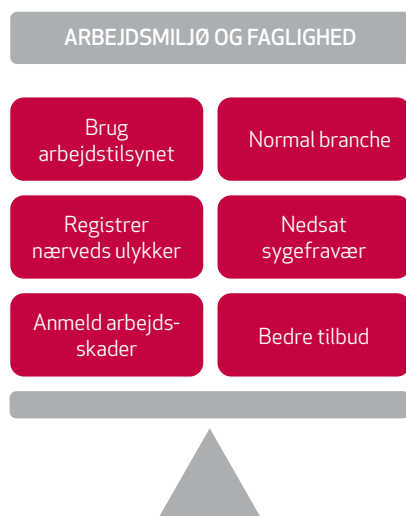 ARBEJDSMILJØ OG FAGLIGHED
Brug
arbejdstilsynet
Normal branche
Registrer
nærveds ulykker
Nedsat
sygefravær
Anmeld arbejds-
skader
Bedre tilbud